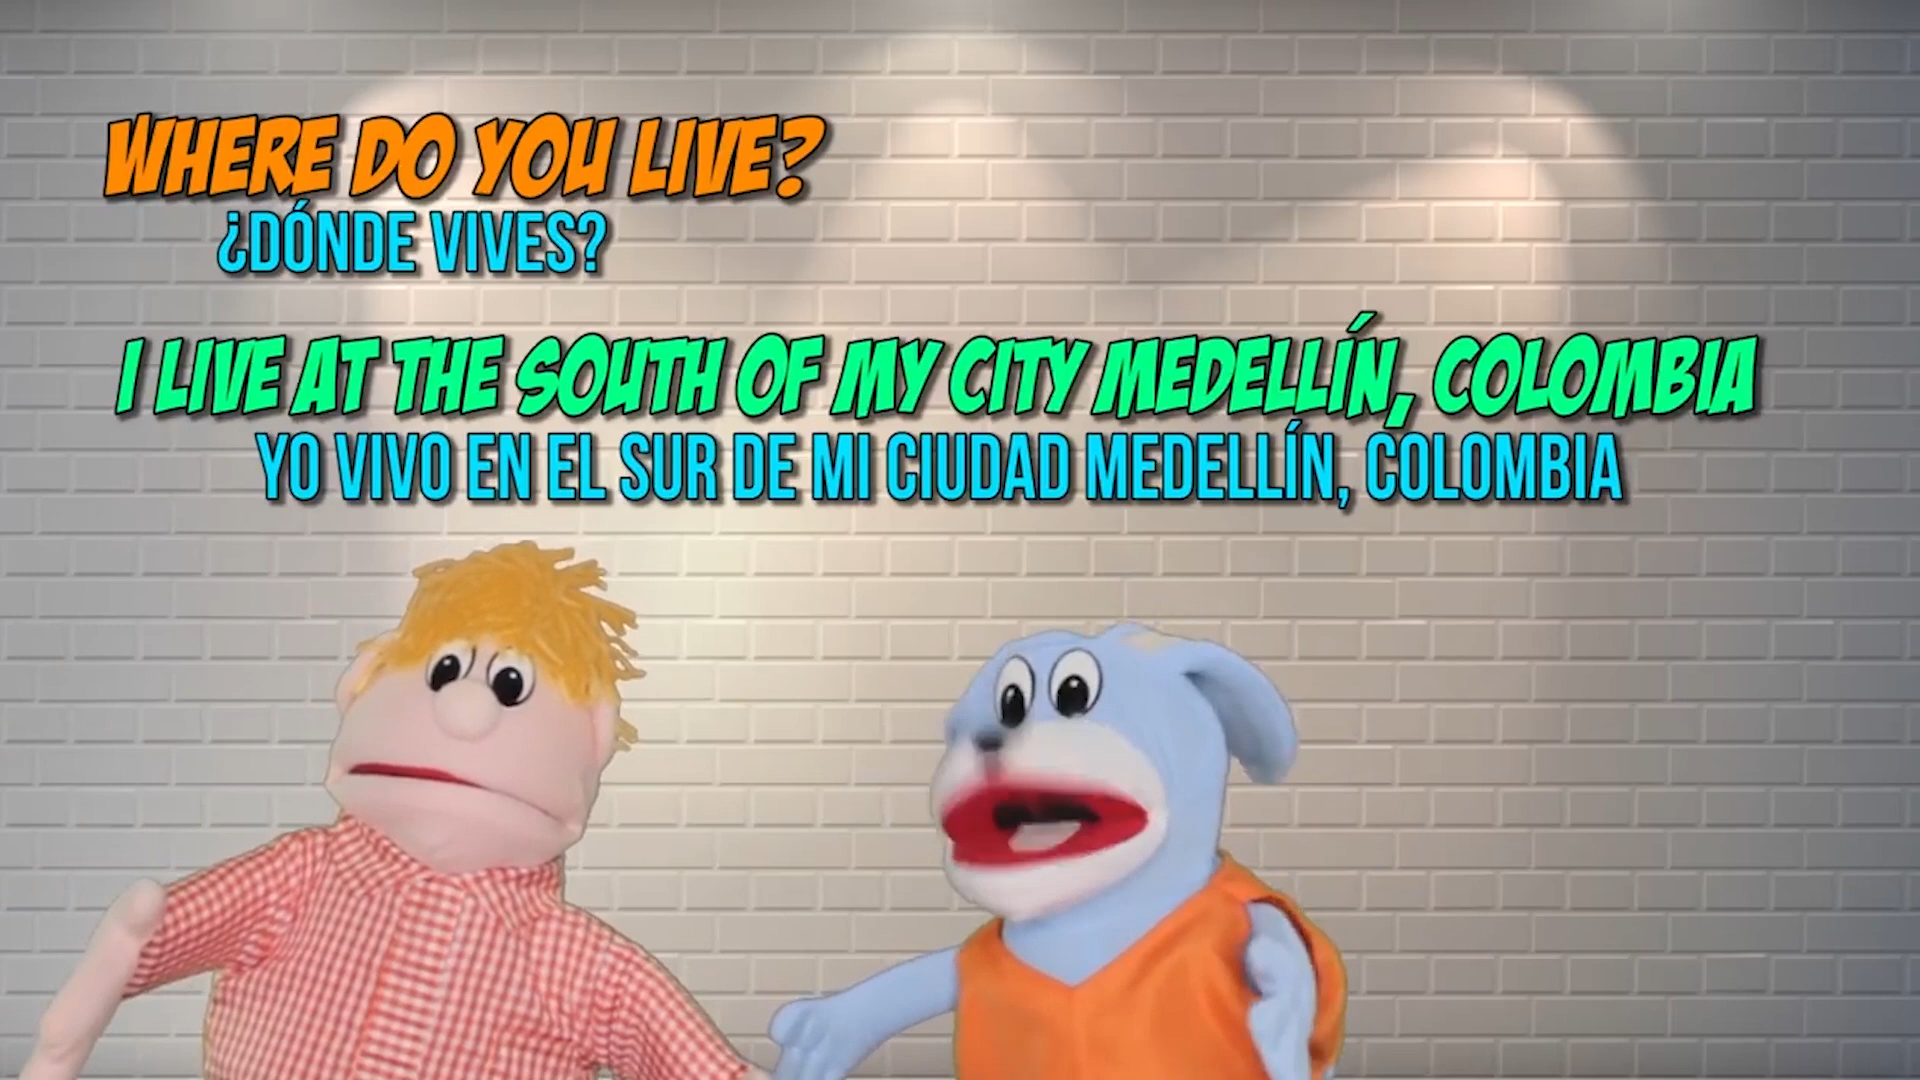 WHERE DO YOU LIVE?
¿DÓNDE VIVES?
I LIVE AT THE SOUTH OF MY CITY MEDELLÍN, COLOMBIA
YO VIVO EN EL SUR DE MI CIUDAD MEDELLÍN, COLOMBIA